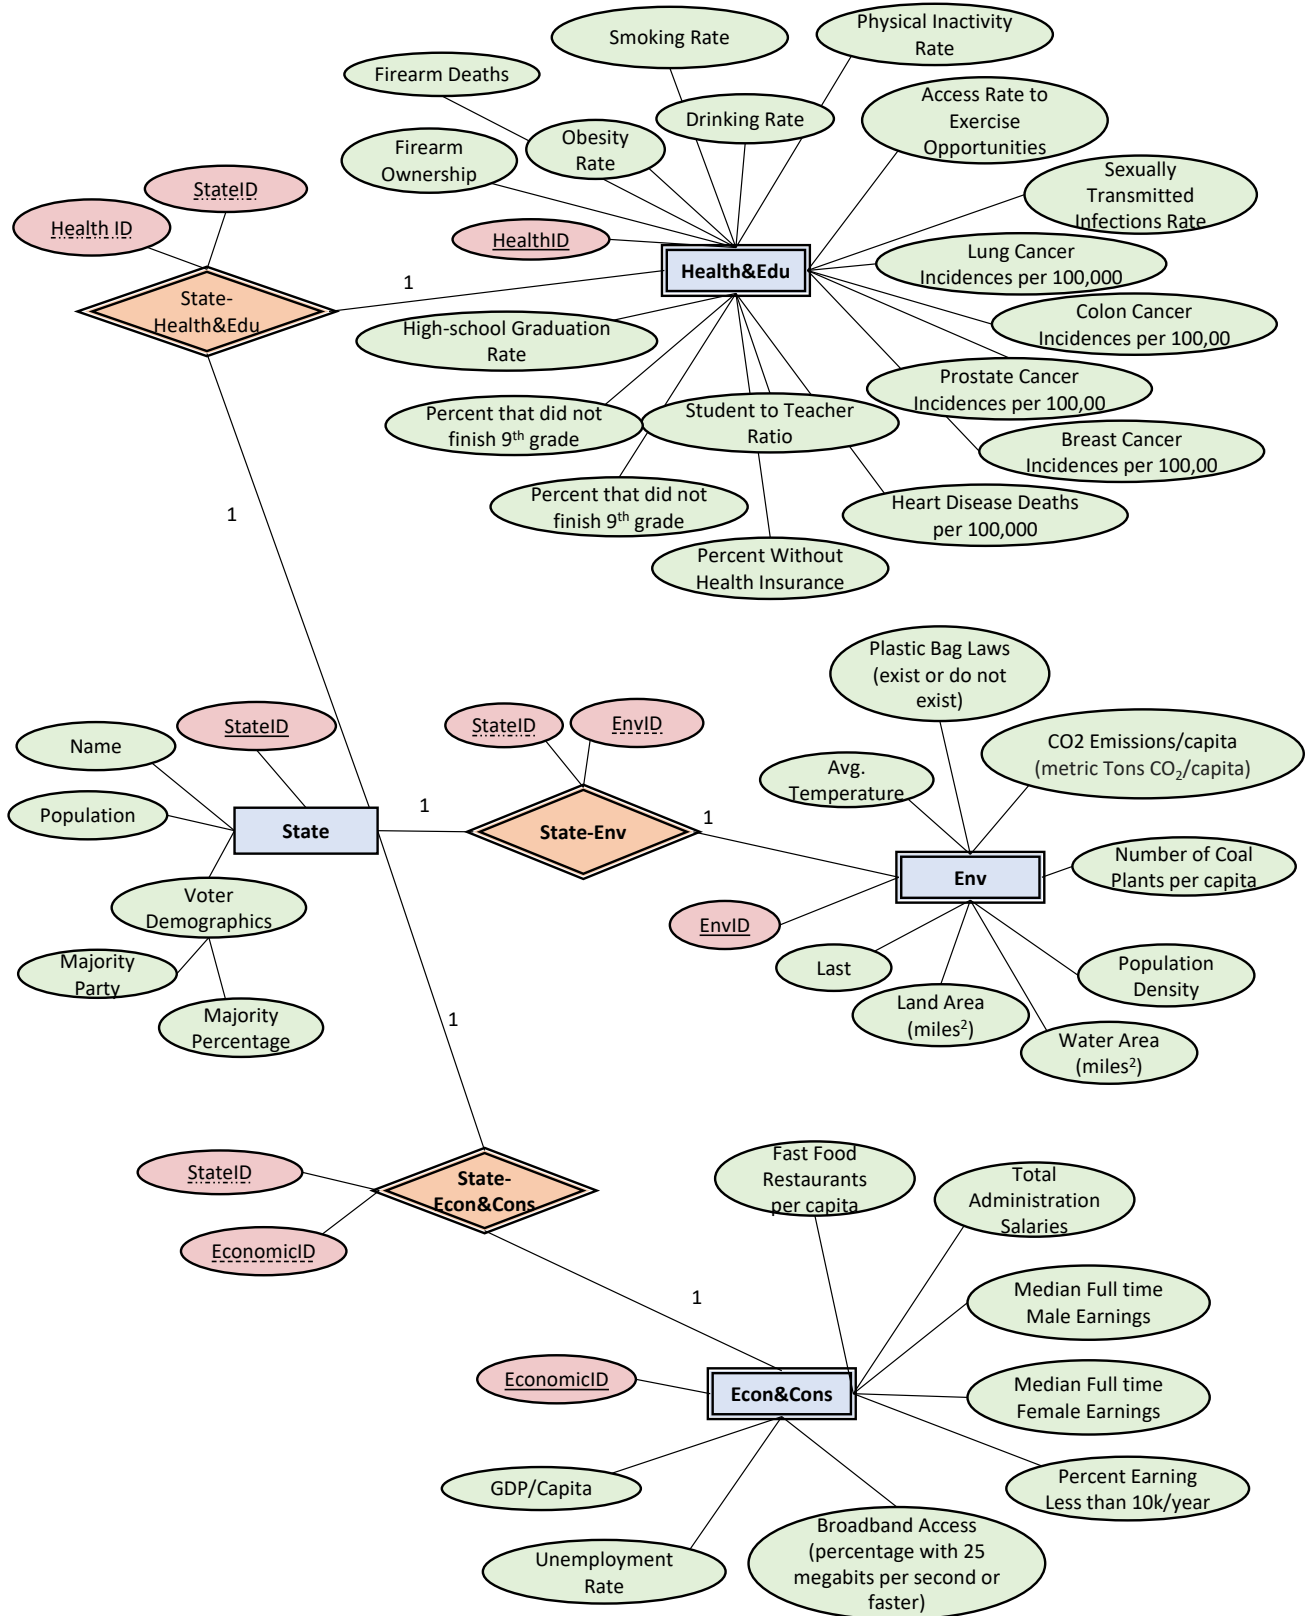 Smoking Rate
Physical Inactivity
Rate
Firearm Deaths
Access Rate to
Exercise
Opportunities
Drinking Rate
Obesity
Rate
Firearm
Ownership
Sexually
Transmitted
Infections Rate
StateID
Health ID
HealthID
Lung Cancer
Incidences per 100,000
Health&Edu
1
State-
Health&Edu
High-school Graduation
Rate
Colon Cancer
Incidences per 100,00
Prostate Cancer
Incidences per 100,00
Percent that did not
finish 9th grade
Student to Teacher
Ratio
Breast Cancer
Incidences per 100,00
Percent that did not
finish 9th grade
Heart Disease Deaths
per 100,000
1
Percent Without
Health Insurance
Plastic Bag Laws
(exist or do not
exist)
StateID
StateID
EnvID
Name
CO2 Emissions/capita
(metric Tons CO2/capita)
Avg.
Temperature
Population
1
State
State-Env
1
Number of Coal
Plants per capita
Env
Voter
Demographics
EnvID
Majority
Party
Last
Population
Density
Land Area
(miles2)
Majority
Percentage
1
Water Area
(miles2)
Fast Food
Restaurants
per capita
StateID
State-
Econ&Cons
Total
Administration
Salaries
EconomicID
1
Median Full time
Male Earnings
EconomicID
Econ&Cons
Median Full time
Female Earnings
GDP/Capita
Percent Earning
Less than 10k/year
Broadband Access
(percentage with 25
megabits per second or
faster)
Unemployment
Rate